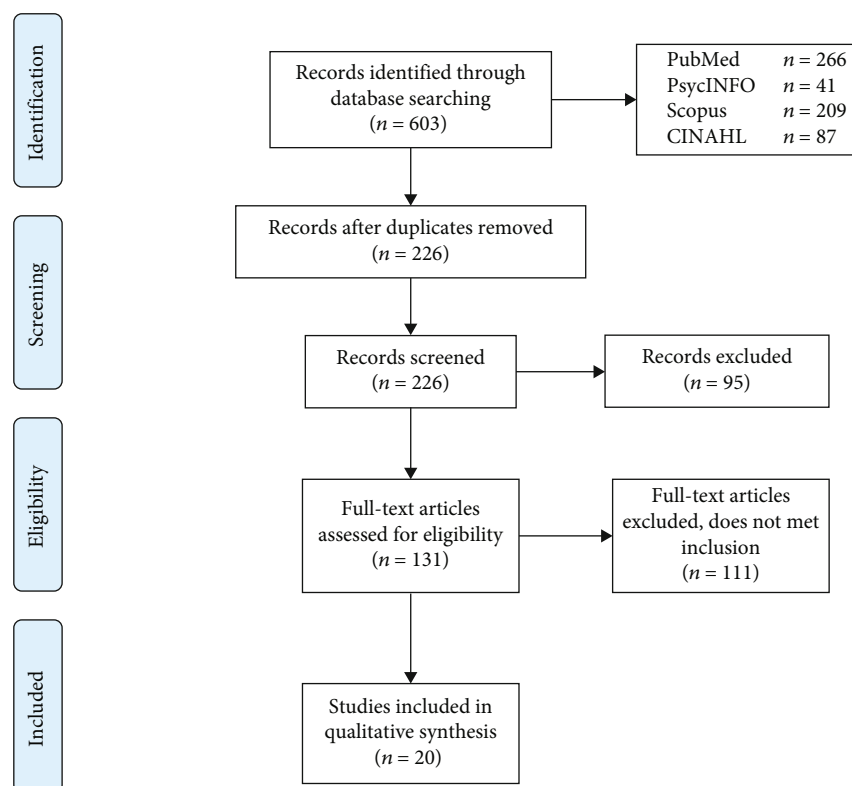 Identification
Records identified through
database searching
(n = 603)
PubMed n = 266
PsycINFO n = 41
Scopus n = 209
CINAHL n = 87
Screening
Records after duplicates removed
(n = 226)
Records screened
(n = 226)
Records excluded
(n = 95)
Eligibility
Full-text articles
assessed for eligibility
(n = 131)
Full-text articles
excluded, does not met
inclusion
(n = 111)
Included
Studies included in
qualitative synthesis
(n = 20)